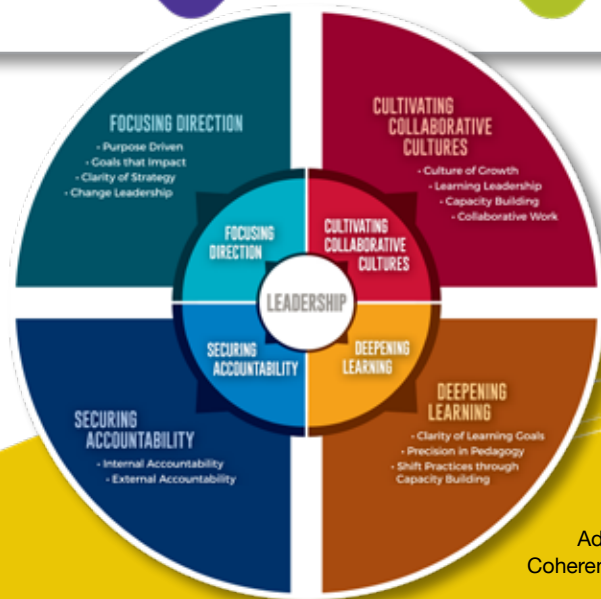 FOCUSING DIRECTION
- Purpose Driven
- Goals that Impact
- Clarity of Strategy
- Change Leadership
CULTIVATING
COLLABORATIVE
CULTURES
- Culture of Growth
- Learning Leadership
- Capacity Building
- Collaborative Work
FOCUSING
DIRECTION
CULTIVATING
COLLABORATIVE
CULTURES
LEADERSHIP
SECURING
ACCOUNTABILITY
DEEPENING
LEARNING
SECURING
ACCOUNTABILITY
- Internal Accountability
- External Accountability
DEEPENING
LEARNING
- Clarity of Learning Goals
- Precision in Pedagogy
- Shift Practices through
Capacity Building